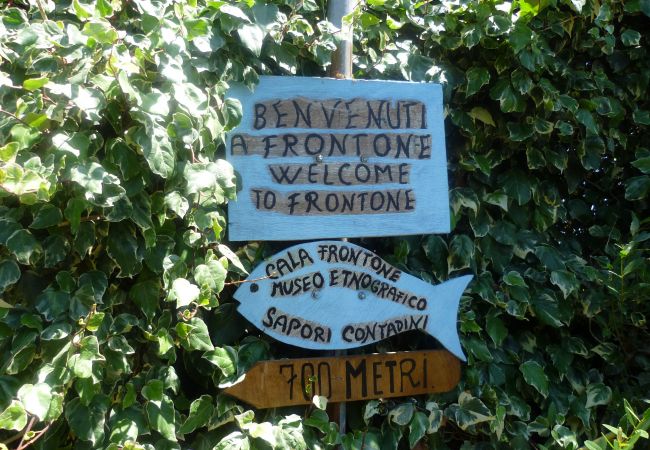 BENVENUTI
A FRONTONE
WELCOME
TO FRONTONE
CALA FRONTONE
MUSEO ETNOGRAFICO
SAPORI CONTADINI
700 METRI.